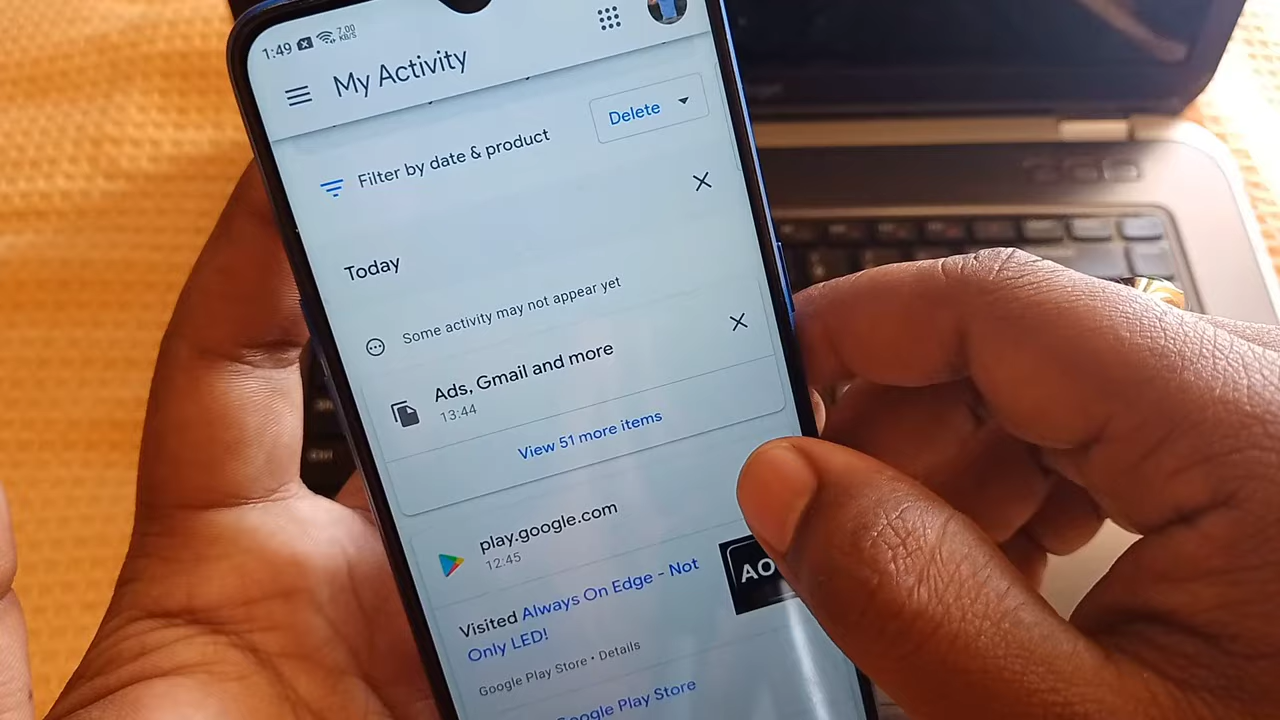 1:49 7.00 KB/S
My Activity
Filter by date & product
Delete
Today
Some activity may not appear yet
Ads, Gmail and more
13:44
View 51 more items
play.google.com
12:45
Visited Always On Edge - Not
Only LED!
AO
Google Play Store • Details
Google Play Store
Ctrl